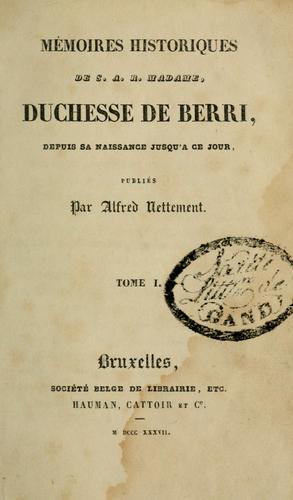 MÉMOIRES HISTORIQUES
DE S. A. R. MADAME,
DUCHESSE DE BERRI,
DEPUIS SA NAISSANCE JUSQU'A CE JOUR,
PUBLIÉS
Par Alfred Nettement.
TOME I.
GAND
Bruxelles,
SOCIÉTÉ BELGE DE LIBRAIRIE, ETC.
HAUMAN, CATTOIR ET Cᵉ.
M DCCC XXXVII.